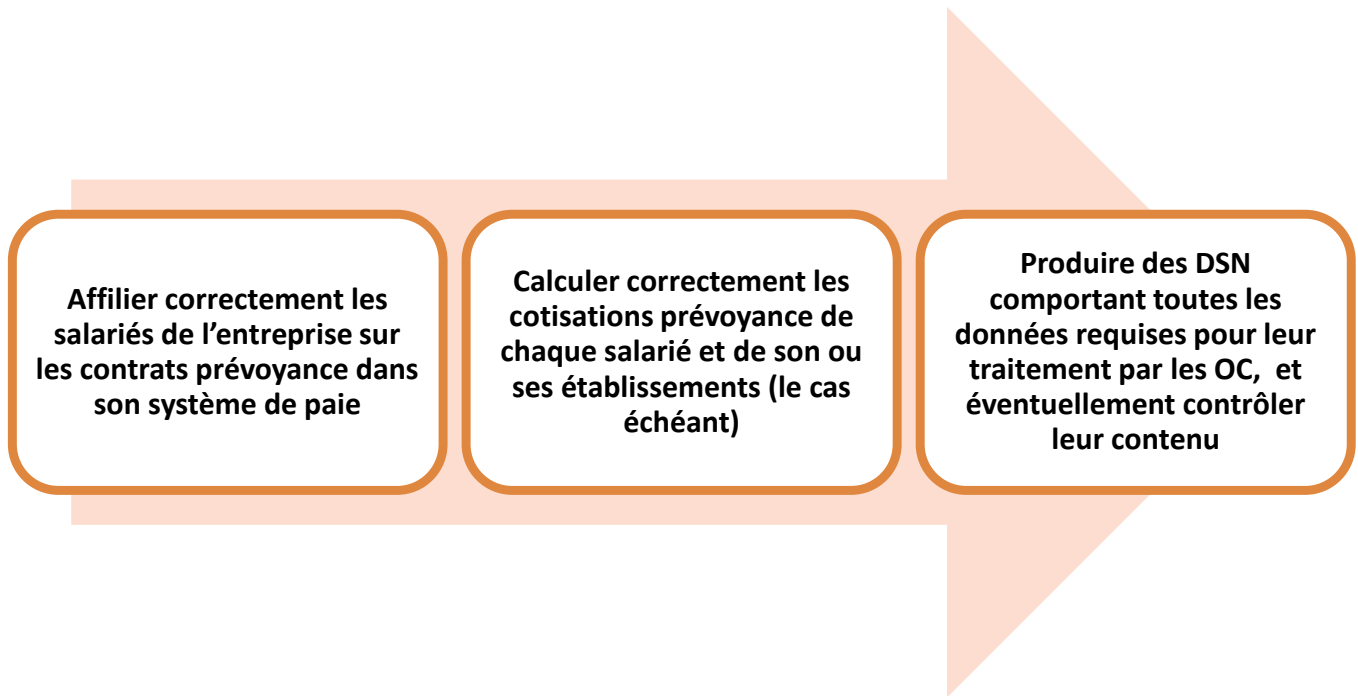 Affilier correctement les
salariés de l’entreprise sur
les contrats prévoyance dans
son système de paie
Calculer correctement les
cotisations prévoyance de
chaque salarié et de son ou
ses établissements (le cas
échéant)
Produire des DSN
comportant toutes les
données requises pour leur
traitement par les OC,  et
éventuellement contrôler
leur contenu